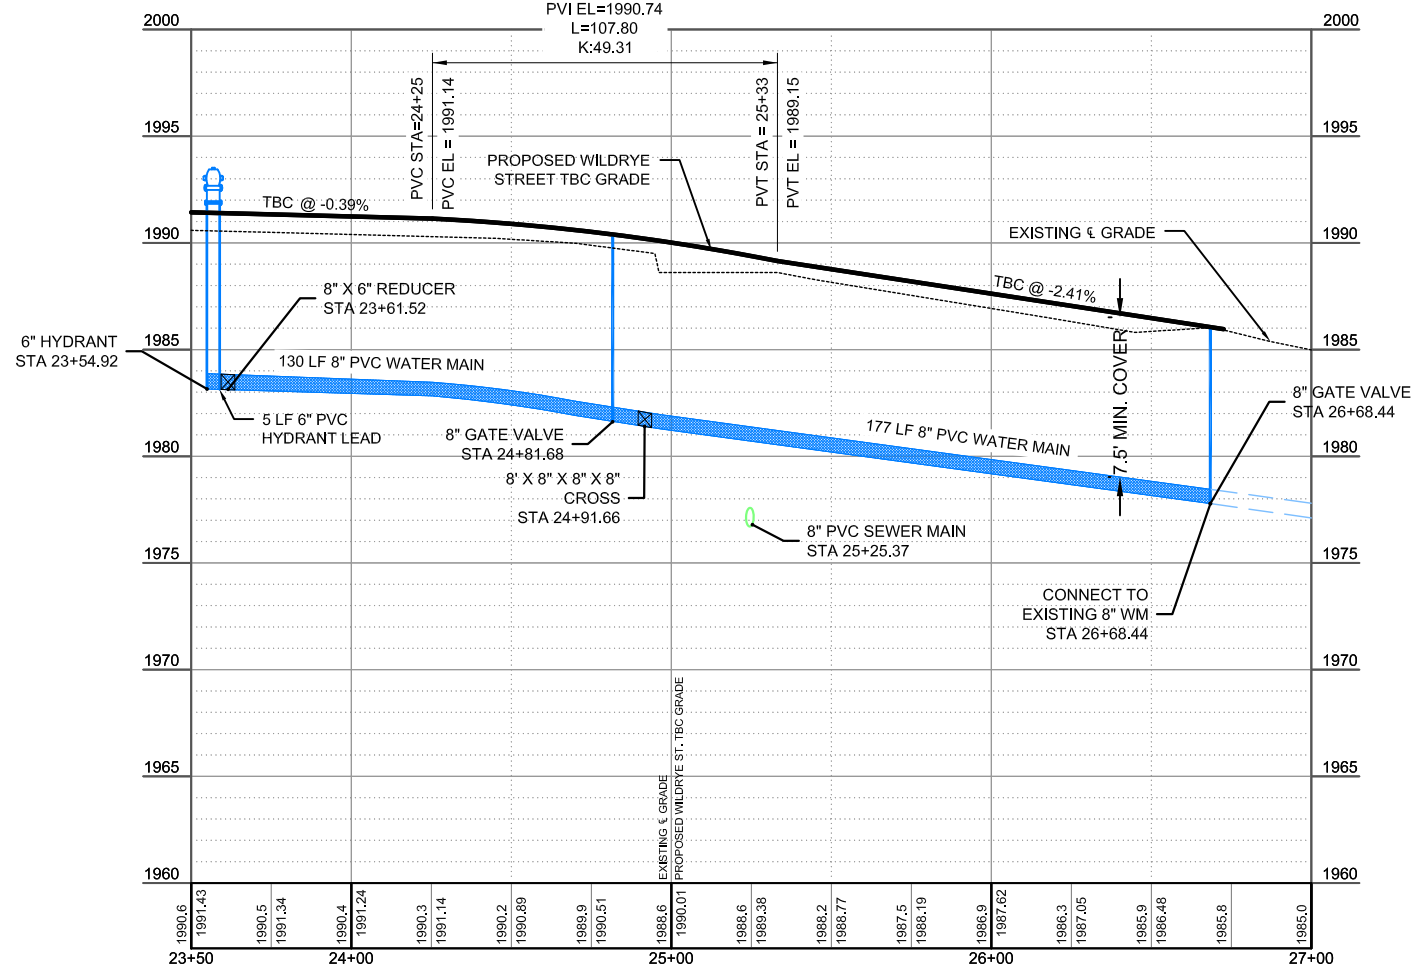 PVI EL=1990.74
L=107.80
K:49.31
2000
2000
PVC STA=24+25
PVC EL = 1991.14
PVT STA = 25+33
PVT EL = 1989.15
1995
1995
PROPOSED WILDRYE
STREET TBC GRADE
TBC @ -0.39%
EXISTING ℄ GRADE
1990
1990
8" X 6" REDUCER
STA 23+61.52
TBC @ -2.41%
6" HYDRANT
STA 23+54.92
1985
1985
130 LF 8" PVC WATER MAIN
7.5' MIN. COVER
8" GATE VALVE
STA 26+68.44
5 LF 6" PVC
HYDRANT LEAD
8" GATE VALVE
STA 24+81.68
177 LF 8" PVC WATER MAIN
1980
1980
8' X 8" X 8" X 8"
CROSS
STA 24+91.66
8" PVC SEWER MAIN
STA 25+25.37
1975
1975
CONNECT TO
EXISTING 8" WM
STA 26+68.44
1970
1970
EXISTING ℄ GRADE
PROPOSED WILDRYE ST. TBC GRADE
1965
1965
1960
1960
1990.6
1991.43
1990.5
1991.34
1990.4
1991.24
1990.3
1991.14
1990.2
1990.89
1989.9
1990.51
1988.6
1990.01
1988.6
1989.38
1988.2
1988.77
1987.5
1988.19
1986.9
1987.62
1986.3
1987.05
1985.9
1986.48
1985.8
1985.0
23+50
24+00
25+00
26+00
27+00